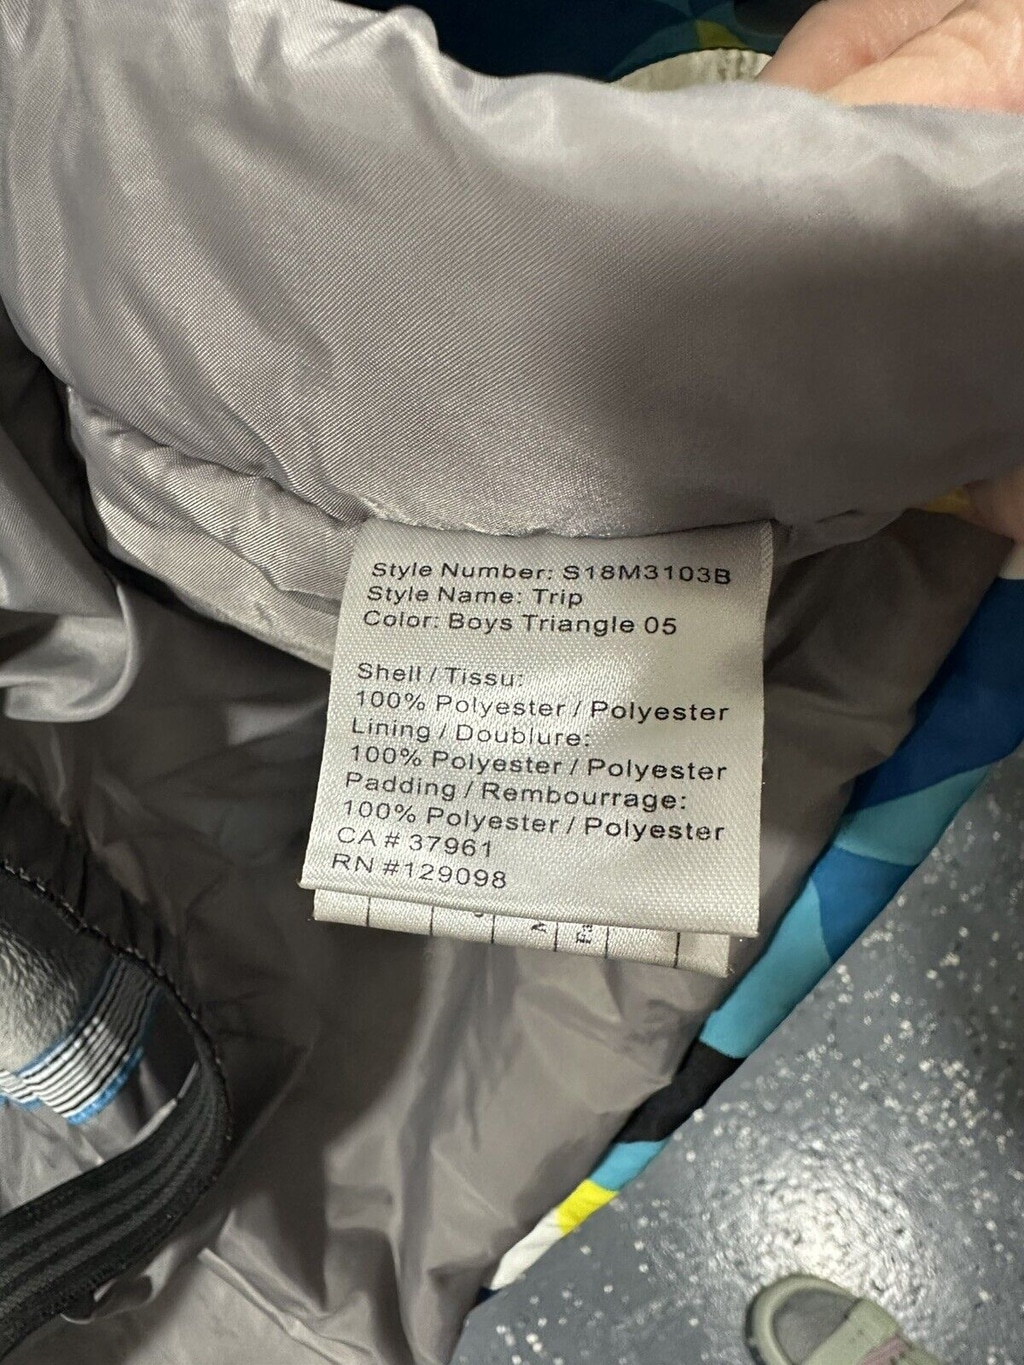 Style Number: S18M3103B
Style Name: Trip
Color: Boys Triangle 05
Shell / Tissu:
100% Polyester / Polyester
Lining / Doublure:
100% Polyester / Polyester
Padding / Rembourrage:
100% Polyester / Polyester
CA # 37961
RN #129098